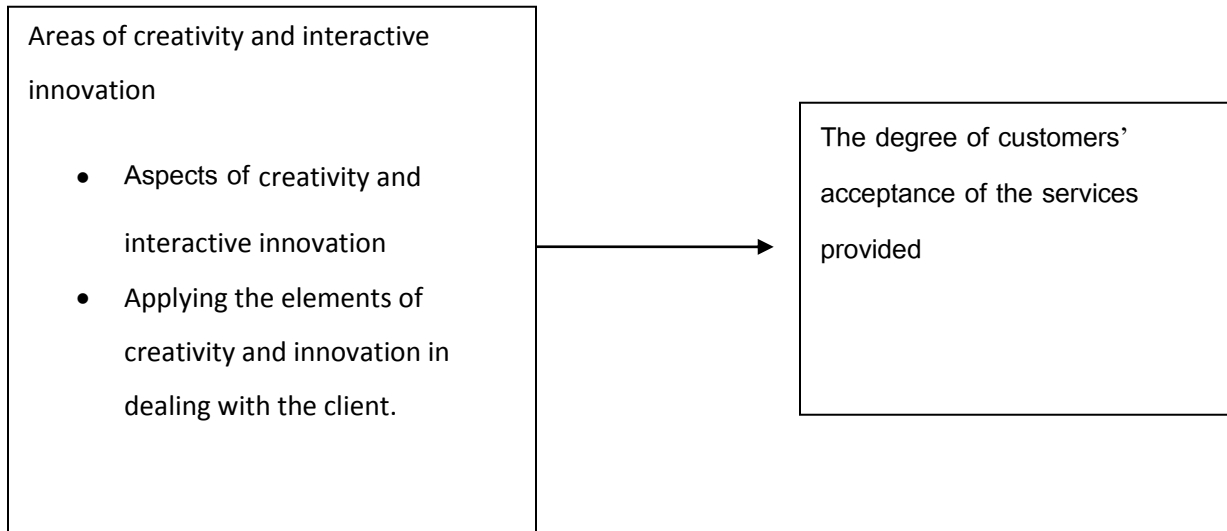 Areas of creativity and interactive
innovation
• Aspects of creativity and
interactive innovation
• Applying the elements of
creativity and innovation in
dealing with the client.
The degree of customers’
acceptance of the services
provided